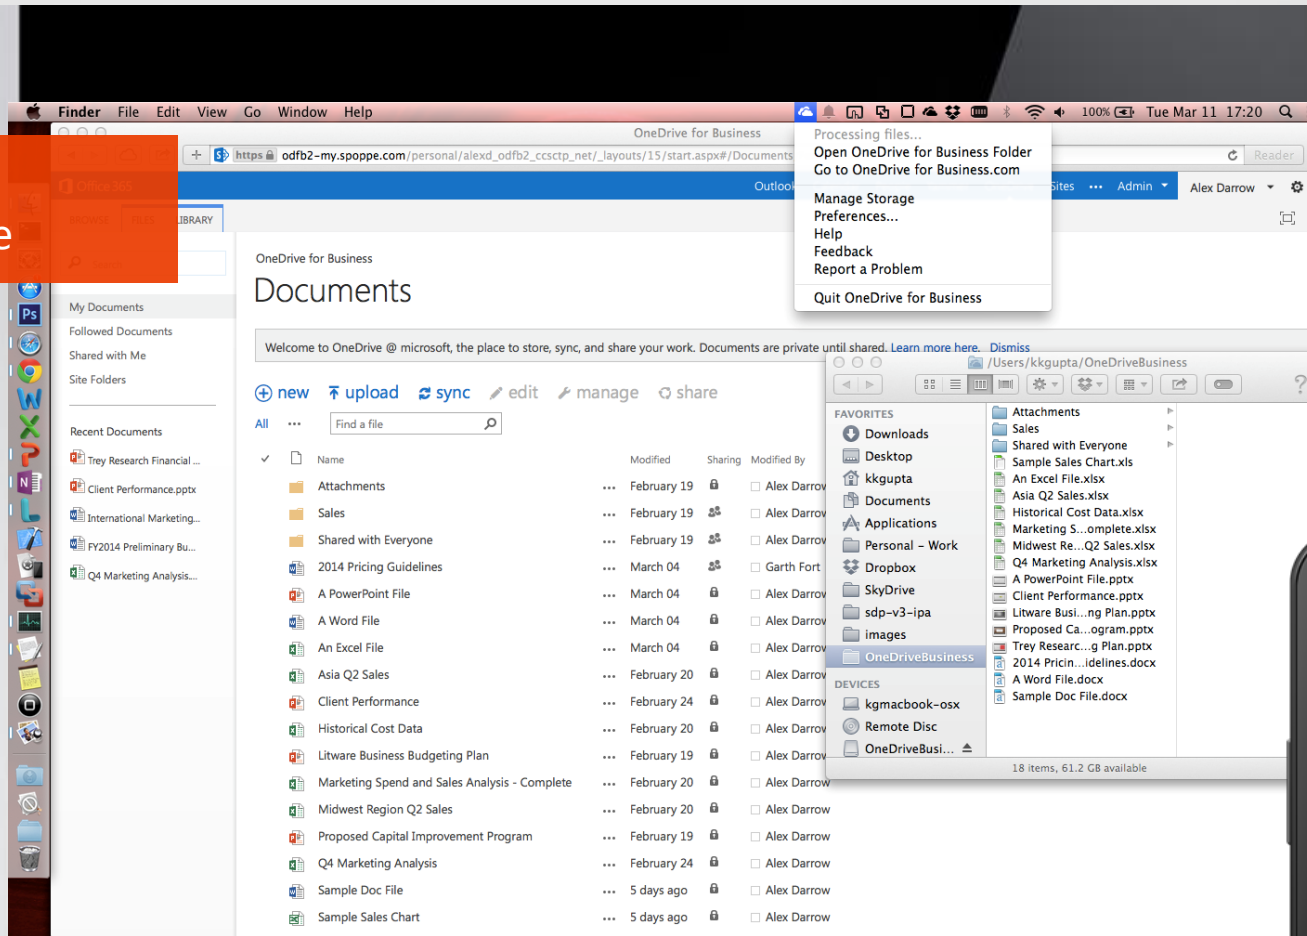 Finder File Edit View Go Window Help 100% Tue Mar 11 17:20
OneDrive for Business
https odfb2-my.spoppe.com/personal/alexd_odfb2_ccsctp_net/_layouts/15/start.aspx#/Documents
Reader
Processing files...
Open OneDrive for Business Folder
Go to OneDrive for Business.com
Manage Storage
Preferences...
Help
Feedback
Report a Problem
Quit OneDrive for Business
Office 365
Outlook Sites ••• Admin Alex Darrow
BROWSE FILES LIBRARY
e
OneDrive for Business
Documents
My Documents
Followed Documents
Shared with Me
Site Folders
Recent Documents
Trey Research Financial ...
Client Performance.pptx
International Marketing...
FY2014 Preliminary Bu...
Q4 Marketing Analysis....
Welcome to OneDrive @ microsoft, the place to store, sync, and share your work. Documents are private until shared. Learn more here. Dismiss
new upload sync edit manage share
All ••• Find a file
Name Modified Sharing Modified By
Attachments ... February 19 Alex Darrow
Sales ... February 19 Alex Darrow
Shared with Everyone ... February 19 Alex Darrow
2014 Pricing Guidelines ... March 04 Garth Fort
A PowerPoint File ... March 04 Alex Darrow
A Word File ... March 04 Alex Darrow
An Excel File ... March 04 Alex Darrow
Asia Q2 Sales ... February 20 Alex Darrow
Client Performance ... February 24 Alex Darrow
Historical Cost Data ... February 20 Alex Darrow
Litware Business Budgeting Plan ... February 19 Alex Darrow
Marketing Spend and Sales Analysis - Complete ... February 20 Alex Darrow
Midwest Region Q2 Sales ... February 20 Alex Darrow
Proposed Capital Improvement Program ... February 19 Alex Darrow
Q4 Marketing Analysis ... February 24 Alex Darrow
Sample Doc File ... 5 days ago Alex Darrow
Sample Sales Chart ... 5 days ago Alex Darrow
/Users/kkgupta/OneDriveBusiness
FAVORITES
Downloads
Desktop
kkgupta
Documents
Applications
Personal - Work
Dropbox
SkyDrive
sdp-v3-ipa
images
OneDriveBusiness
DEVICES
kgmacbook-osx
Remote Disc
OneDriveBusi...
Attachments
Sales
Shared with Everyone
Sample Sales Chart.xls
An Excel File.xlsx
Asia Q2 Sales.xlsx
Historical Cost Data.xlsx
Marketing S...omplete.xlsx
Midwest Re...Q2 Sales.xlsx
Q4 Marketing Analysis.xlsx
A PowerPoint File.pptx
Client Performance.pptx
Litware Busi...ng Plan.pptx
Proposed Ca...ogram.pptx
Trey Researc...g Plan.pptx
2014 Pricin...idelines.docx
A Word File.docx
Sample Doc File.docx
18 items, 61.2 GB available